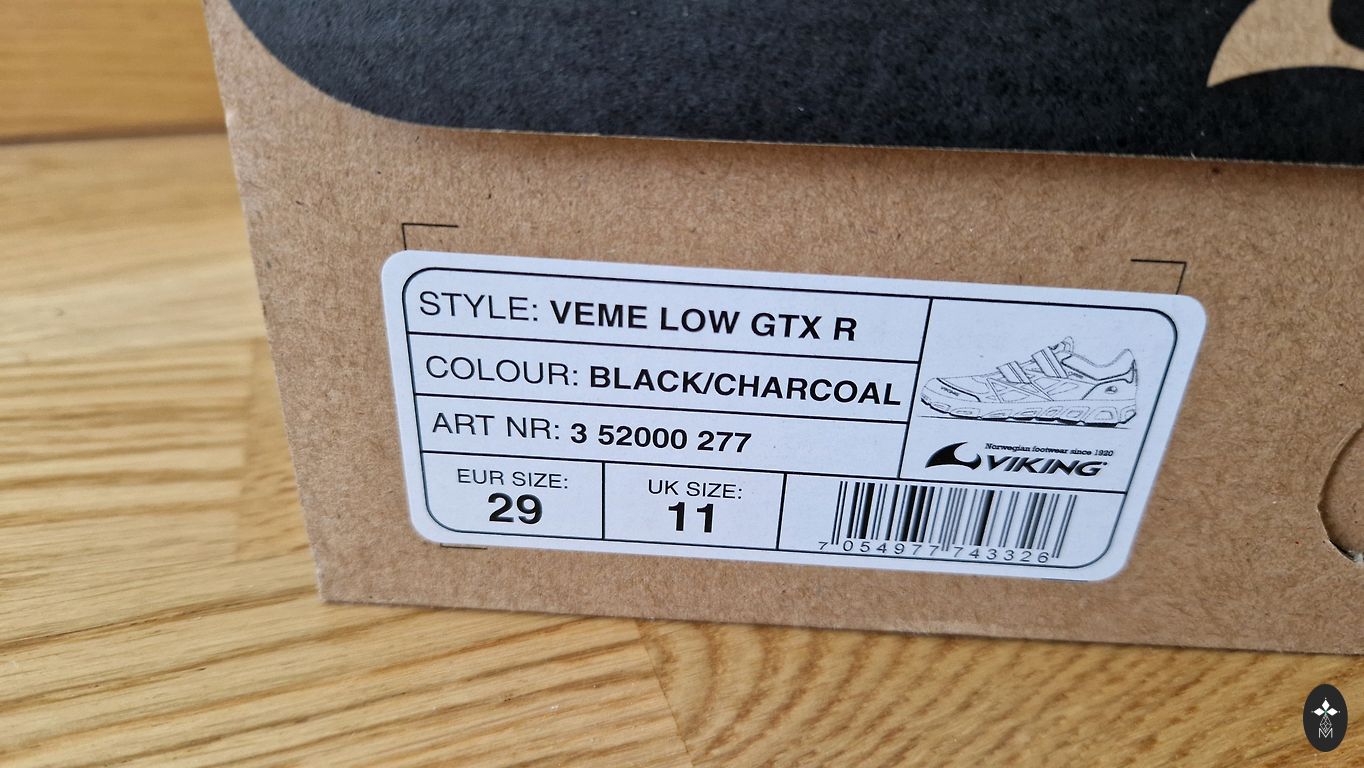 STYLE: VEME LOW GTX R
COLOUR: BLACK/CHARCOAL
ART NR: 3 52000 277
Norwegian footwear since 1920
VIKING
EUR SIZE:
29
UK SIZE:
11
7 054977 743326
M